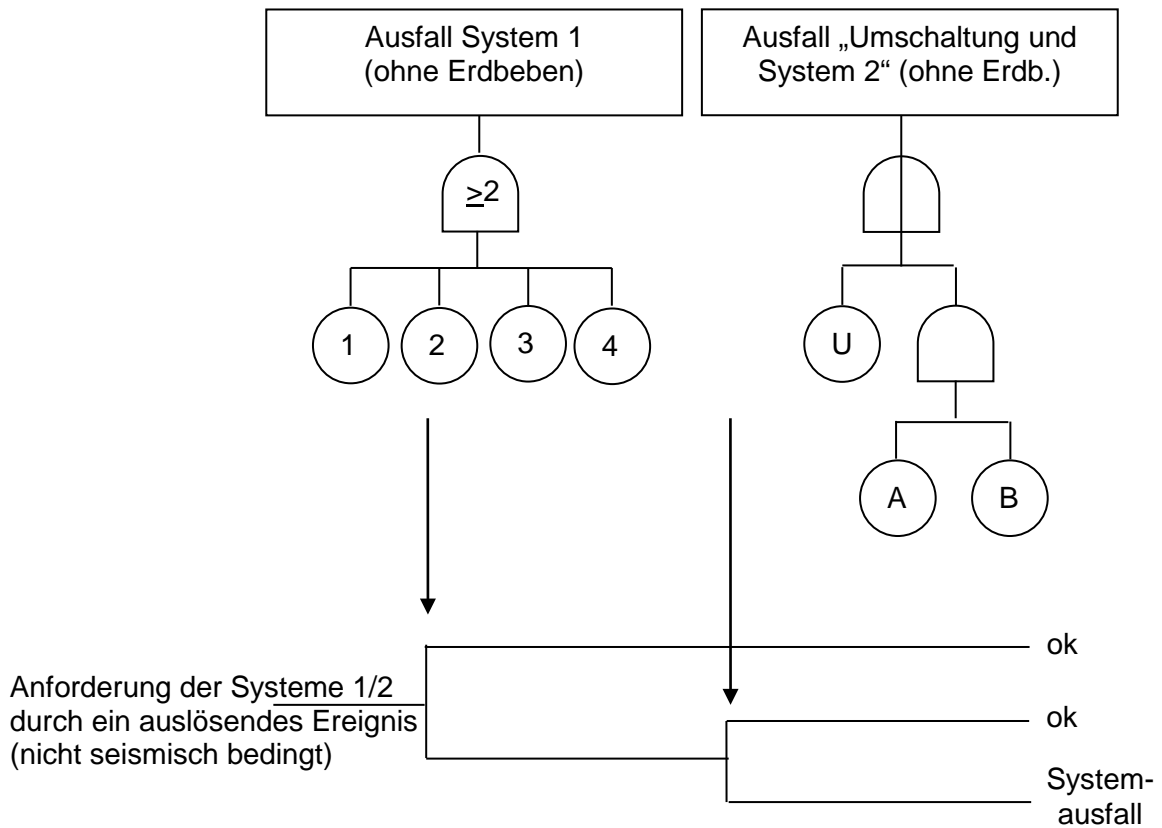 Ausfall System 1
(ohne Erdbeben)
Ausfall „Umschaltung und
System 2“ (ohne Erdb.)
≥2
1
2
3
4
U
A
B
ok
Anforderung der Systeme 1/2
durch ein auslösendes Ereignis
(nicht seismisch bedingt)
ok
System-
ausfall